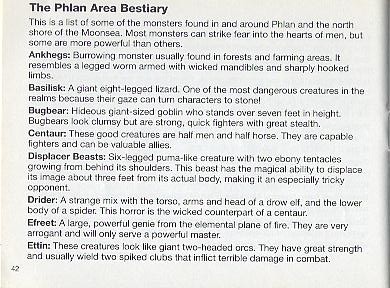 The Phlan Area Bestiary
This is a list of some of the monsters found in and around Phlan and the north
shore of the Moonsea. Most monsters can strike fear into the hearts of men, but
some are more powerful than others.
Ankhegs: Burrowing monster usually found in forests and farming areas. It
resembles a legged worm armed with wicked mandibles and sharply hooked
limbs.
Basilisk: A giant eight-legged lizard. One of the most dangerous creatures in the
realms because their gaze can turn characters to stone!
Bugbear: Hideous giant-sized goblin who stands over seven feet in height.
Bugbears look clumsy but are strong, quick fighters with great stealth.
Centaur: These good creatures are half men and half horse. They are capable
fighters and can be valuable allies.
Displacer Beasts: Six-legged puma-like creature with two ebony tentacles
growing from behind its shoulders. This beast has the magical ability to displace
its image about three feet from its actual body, making it an especially tricky
opponent.
Drider: A strange mix with the torso, arms and head of a drow elf, and the lower
body of a spider. This horror is the wicked counterpart of a centaur.
Efreet: A large, powerful genie from the elemental plane of fire. They are very
arrogant and will only serve a powerful master.
Ettin: These creatures look like giant two-headed orcs. They have great strength
and usually wield two spiked clubs that inflict terrible damage in combat.
42